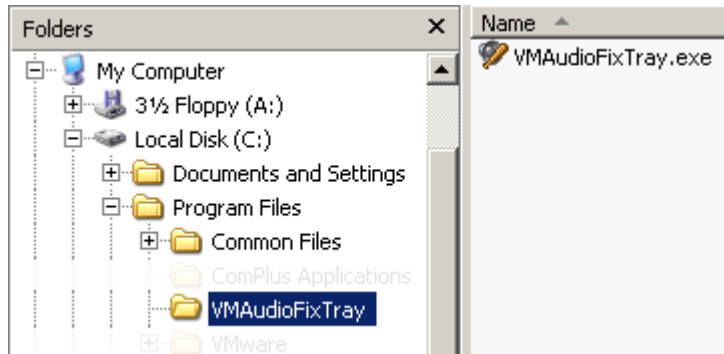 Folders
My Computer
3½ Floppy (A:)
Local Disk (C:)
Documents and Settings
Program Files
Common Files
ComPlus Applications
VMAudioFixTray
VMware
Name
VMAudioFixTray.exe